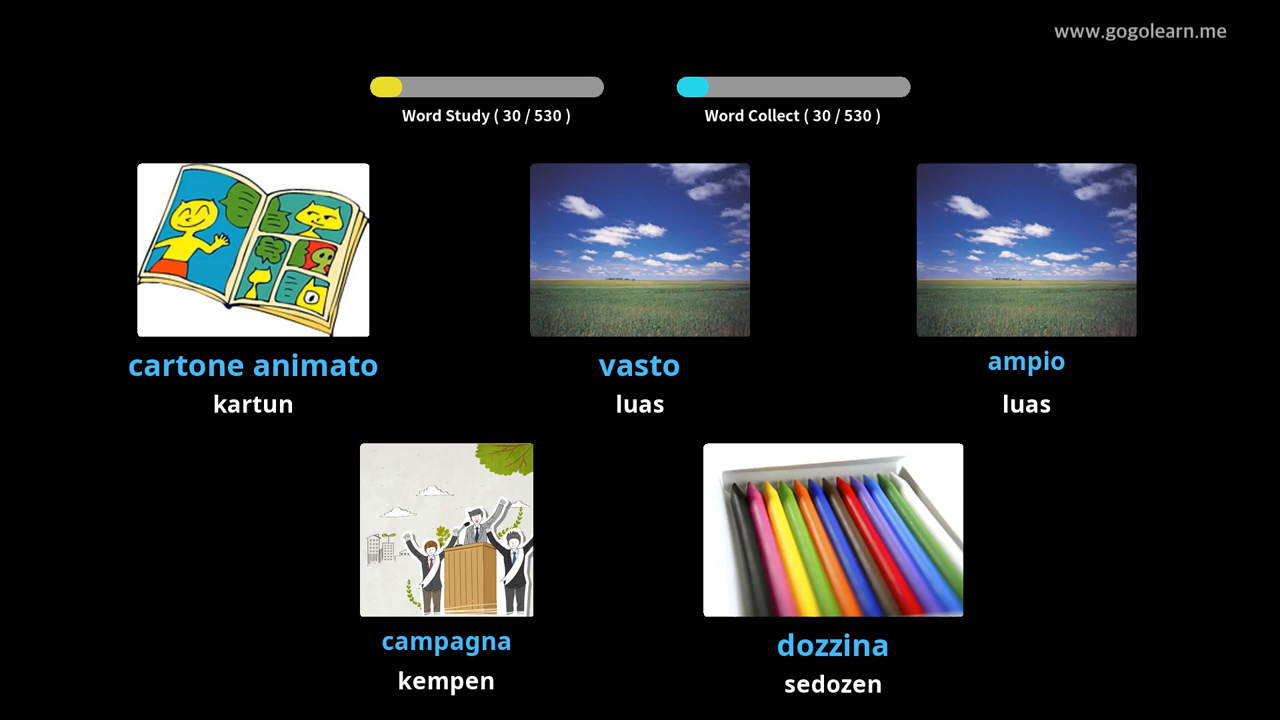 www.gogolearn.me
Word Study ( 30 / 530 )
Word Collect ( 30 / 530 )
cartone animato
kartun
vasto
luas
ampio
luas
campagna
kempen
dozzina
sedozen